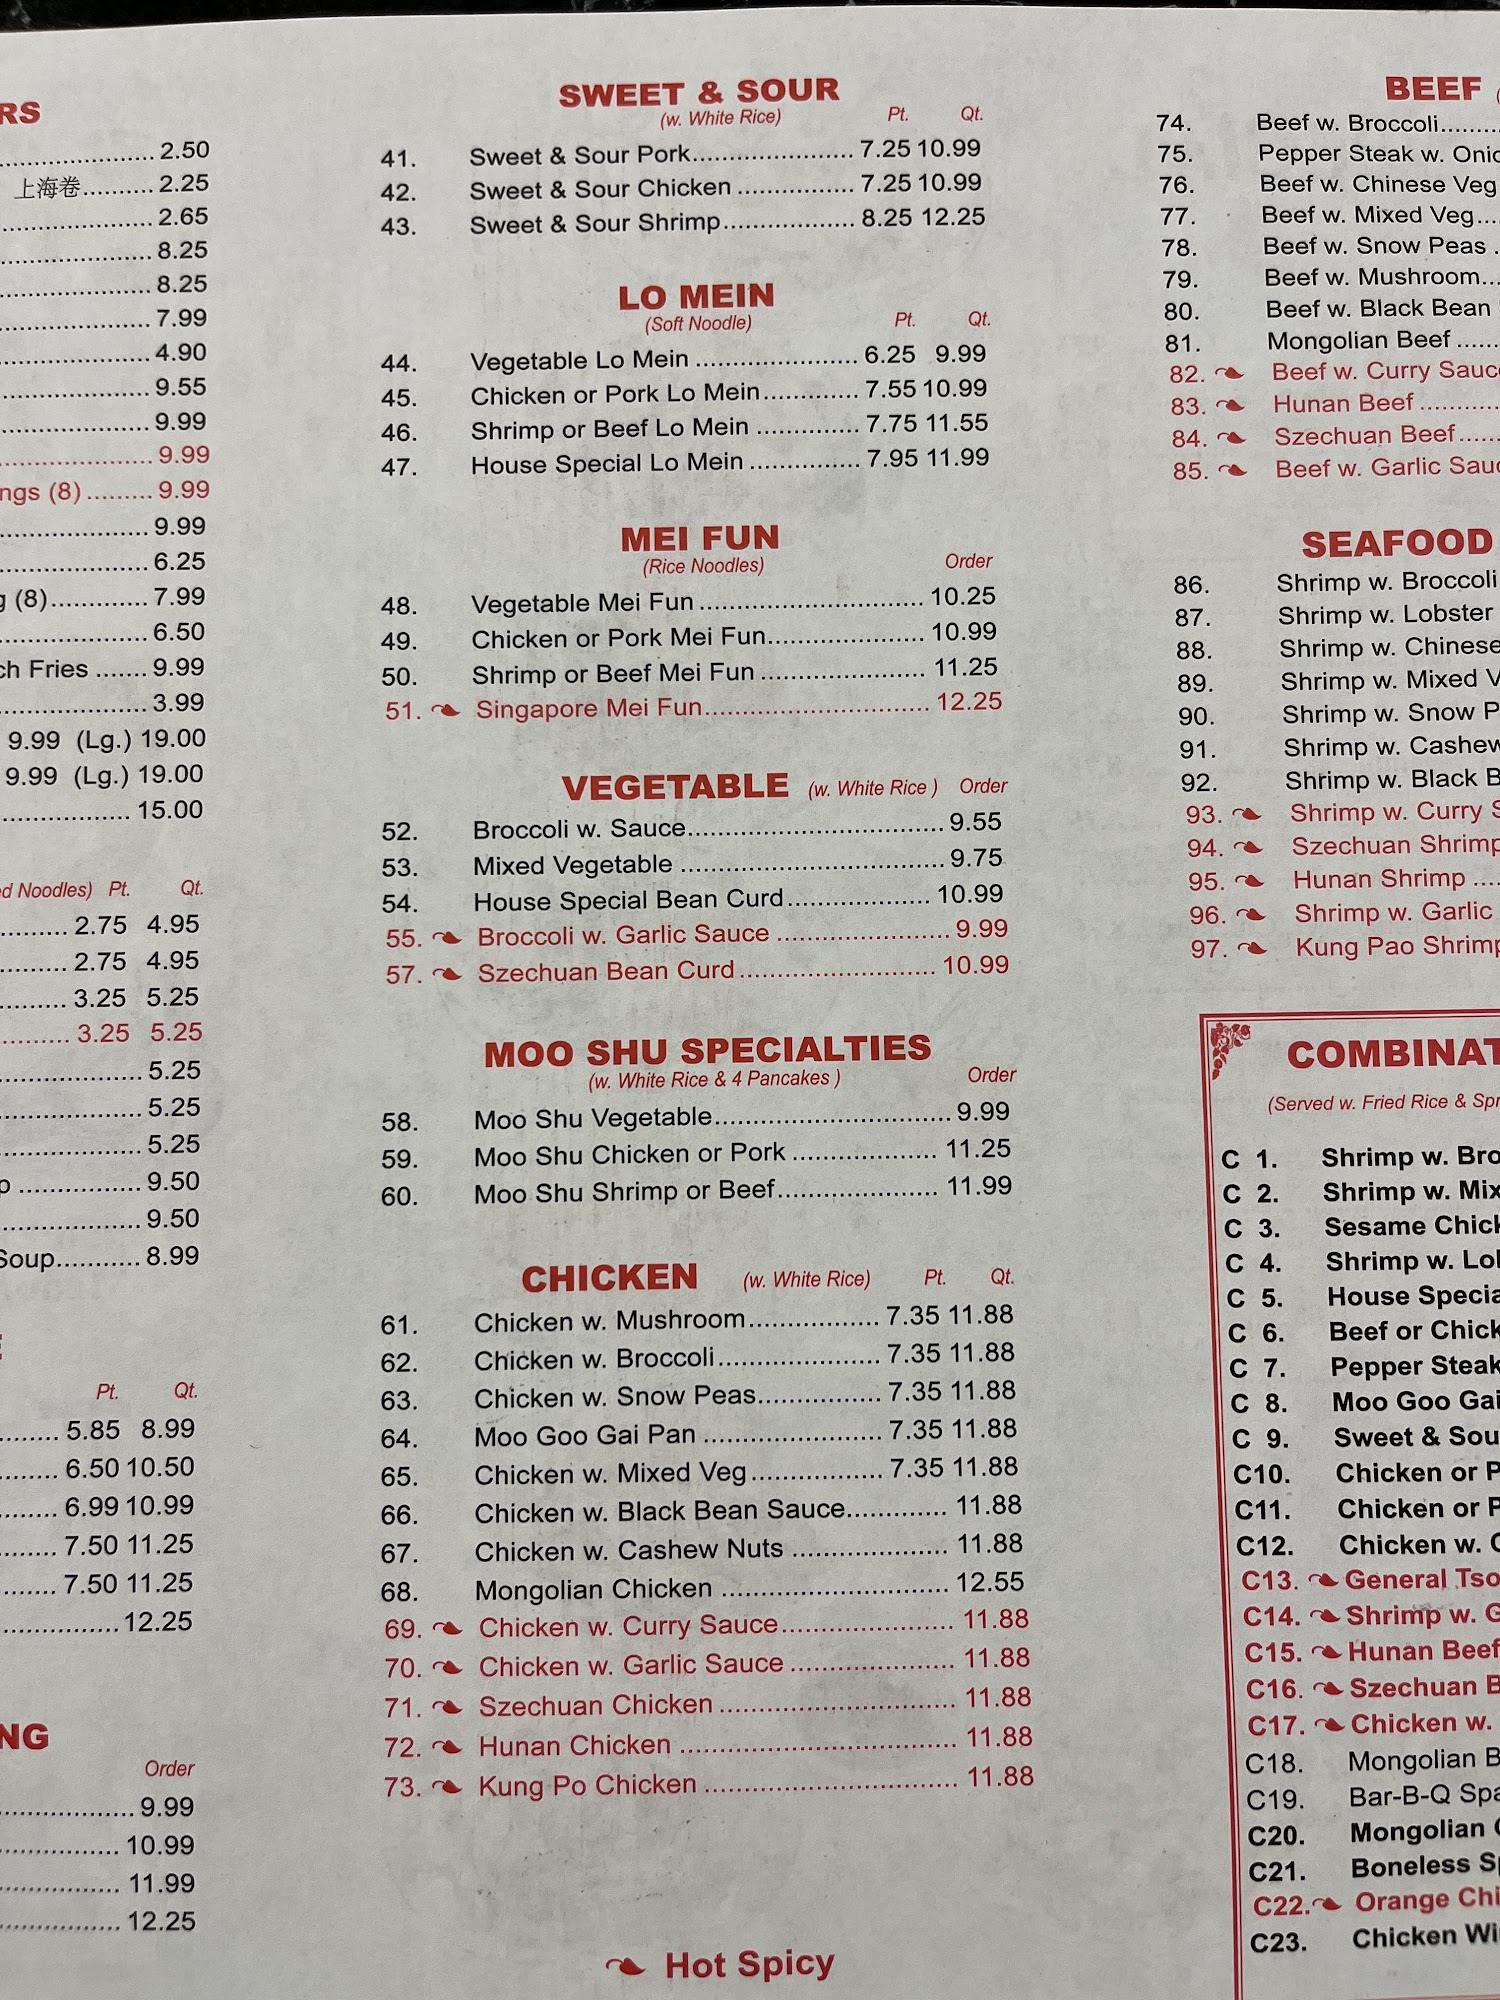 RS
2.50
上海卷.......... 2.25
2.65
8.25
8.25
7.99
4.90
9.55
9.99
9.99
ngs (8) ......... 9.99
9.99
6.25
g (8)............. 7.99
6.50
ch Fries ....... 9.99
3.99
9.99 (Lg.) 19.00
9.99 (Lg.) 19.00
15.00
ed Noodles) Pt. Qt.
2.75 4.95
2.75 4.95
3.25 5.25
3.25 5.25
5.25
5.25
5.25
p ................ 9.50
9.50
Soup........... 8.99
E
Pt. Qt.
5.85 8.99
6.50 10.50
6.99 10.99
7.50 11.25
7.50 11.25
12.25
NG
Order
9.99
10.99
11.99
12.25
SWEET & SOUR
(w. White Rice) Pt. Qt.
41. Sweet & Sour Pork...................... 7.25 10.99
42. Sweet & Sour Chicken ................ 7.25 10.99
43. Sweet & Sour Shrimp.................. 8.25 12.25
LO MEIN
(Soft Noodle) Pt. Qt.
44. Vegetable Lo Mein ...................... 6.25 9.99
45. Chicken or Pork Lo Mein............. 7.55 10.99
46. Shrimp or Beef Lo Mein .............. 7.75 11.55
47. House Special Lo Mein ............... 7.95 11.99
MEI FUN
(Rice Noodles) Order
48. Vegetable Mei Fun .............................. 10.25
49. Chicken or Pork Mei Fun..................... 10.99
50. Shrimp or Beef Mei Fun ...................... 11.25
51. Singapore Mei Fun.............................. 12.25
VEGETABLE (w. White Rice ) Order
52. Broccoli w. Sauce.................................. 9.55
53. Mixed Vegetable ................................... 9.75
54. House Special Bean Curd................... 10.99
55. Broccoli w. Garlic Sauce ....................... 9.99
57. Szechuan Bean Curd.......................... 10.99
MOO SHU SPECIALTIES
(w. White Rice & 4 Pancakes ) Order
58. Moo Shu Vegetable................................ 9.99
59. Moo Shu Chicken or Pork ................... 11.25
60. Moo Shu Shrimp or Beef...................... 11.99
CHICKEN (w. White Rice) Pt. Qt.
61. Chicken w. Mushroom.................. 7.35 11.88
62. Chicken w. Broccoli...................... 7.35 11.88
63. Chicken w. Snow Peas................. 7.35 11.88
64. Moo Goo Gai Pan ........................ 7.35 11.88
65. Chicken w. Mixed Veg.................. 7.35 11.88
66. Chicken w. Black Bean Sauce............. 11.88
67. Chicken w. Cashew Nuts ..................... 11.88
68. Mongolian Chicken .............................. 12.55
69. Chicken w. Curry Sauce....................... 11.88
70. Chicken w. Garlic Sauce ...................... 11.88
71. Szechuan Chicken ................................ 11.88
72. Hunan Chicken ..................................... 11.88
73. Kung Po Chicken .................................. 11.88
Hot Spicy
BEEF (
74. Beef w. Broccoli........
75. Pepper Steak w. Onio
76. Beef w. Chinese Veg
77. Beef w. Mixed Veg....
78. Beef w. Snow Peas .
79. Beef w. Mushroom...
80. Beef w. Black Bean
81. Mongolian Beef ......
82. Beef w. Curry Sauce
83. Hunan Beef ...........
84. Szechuan Beef......
85. Beef w. Garlic Sauc
SEAFOOD
86. Shrimp w. Broccoli
87. Shrimp w. Lobster
88. Shrimp w. Chinese
89. Shrimp w. Mixed V
90. Shrimp w. Snow P
91. Shrimp w. Cashew
92. Shrimp w. Black B
93. Shrimp w. Curry S
94. Szechuan Shrimp
95. Hunan Shrimp ....
96. Shrimp w. Garlic
97. Kung Pao Shrimp
COMBINAT
(Served w. Fried Rice & Spr
C 1. Shrimp w. Bro
C 2. Shrimp w. Mix
C 3. Sesame Chick
C 4. Shrimp w. Lob
C 5. House Specia
C 6. Beef or Chick
C 7. Pepper Steak
C 8. Moo Goo Gai
C 9. Sweet & Sou
C10. Chicken or P
C11. Chicken or P
C12. Chicken w. C
C13. General Tso
C14. Shrimp w. G
C15. Hunan Beef
C16. Szechuan B
C17. Chicken w.
C18. Mongolian B
C19. Bar-B-Q Spa
C20. Mongolian C
C21. Boneless Sp
C22. Orange Chi
C23. Chicken Wi